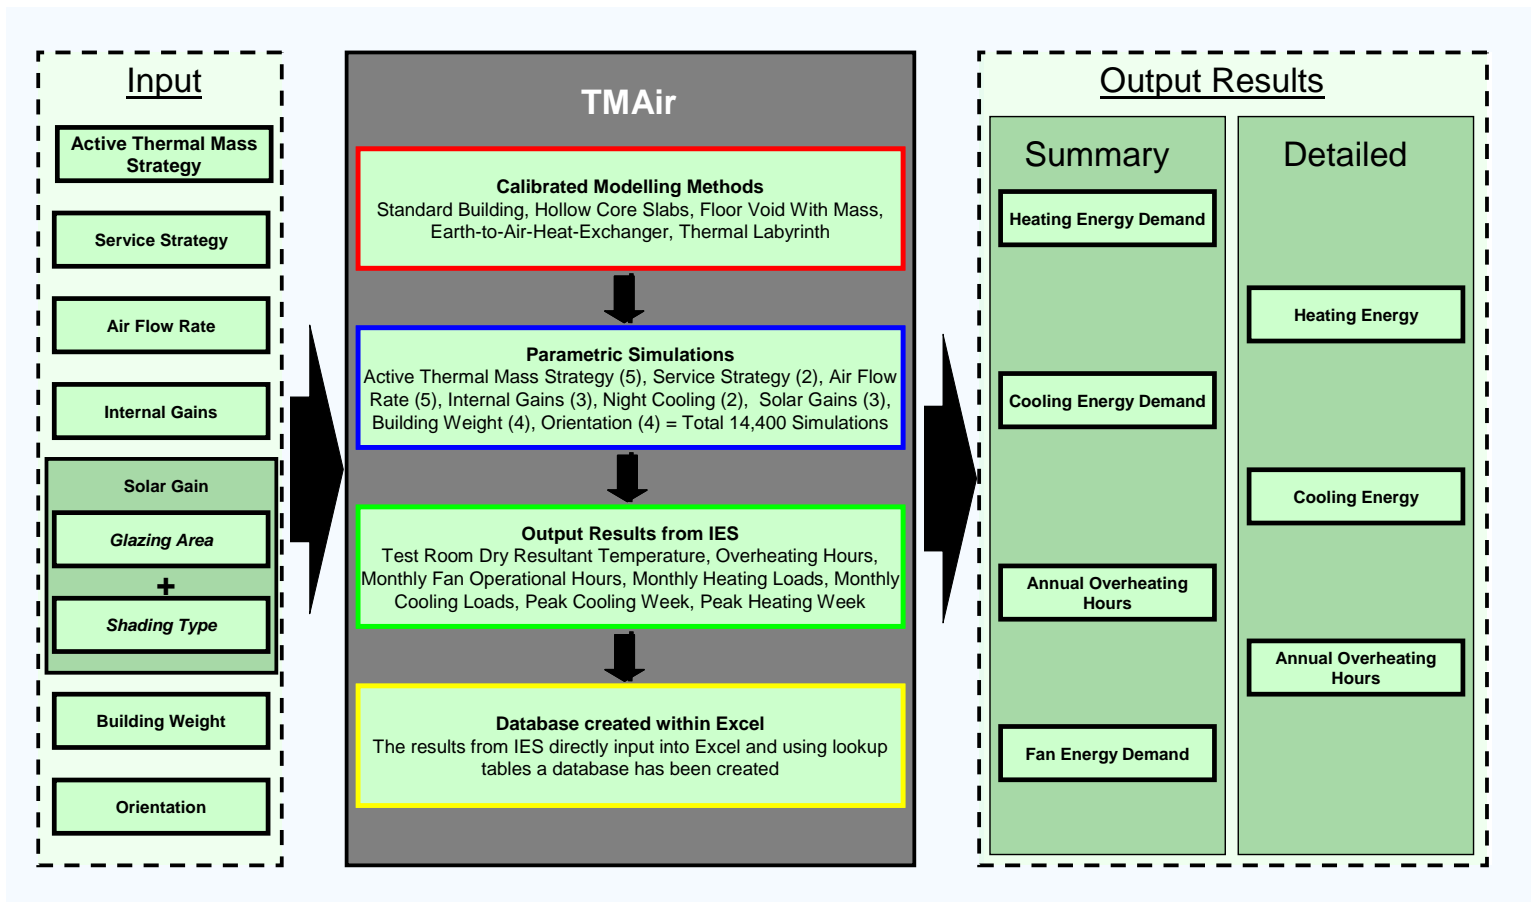 Input
Active Thermal Mass
Strategy
Service Strategy
Air Flow Rate
Internal Gains
Solar Gain
Glazing Area
+
Shading Type
Building Weight
Orientation
TMAir
Calibrated Modelling Methods
Standard Building, Hollow Core Slabs, Floor Void With Mass,
Earth-to-Air-Heat-Exchanger, Thermal Labyrinth
Parametric Simulations
Active Thermal Mass Strategy (5), Service Strategy (2), Air Flow
Rate (5), Internal Gains (3), Night Cooling (2), Solar Gains (3),
Building Weight (4), Orientation (4) = Total 14,400 Simulations
Output Results from IES
Test Room Dry Resultant Temperature, Overheating Hours,
Monthly Fan Operational Hours, Monthly Heating Loads, Monthly
Cooling Loads, Peak Cooling Week, Peak Heating Week
Database created within Excel
The results from IES directly input into Excel and using lookup
tables a database has been created
Output Results
Summary
Heating Energy Demand
Cooling Energy Demand
Annual Overheating
Hours
Fan Energy Demand
Detailed
Heating Energy
Cooling Energy
Annual Overheating
Hours